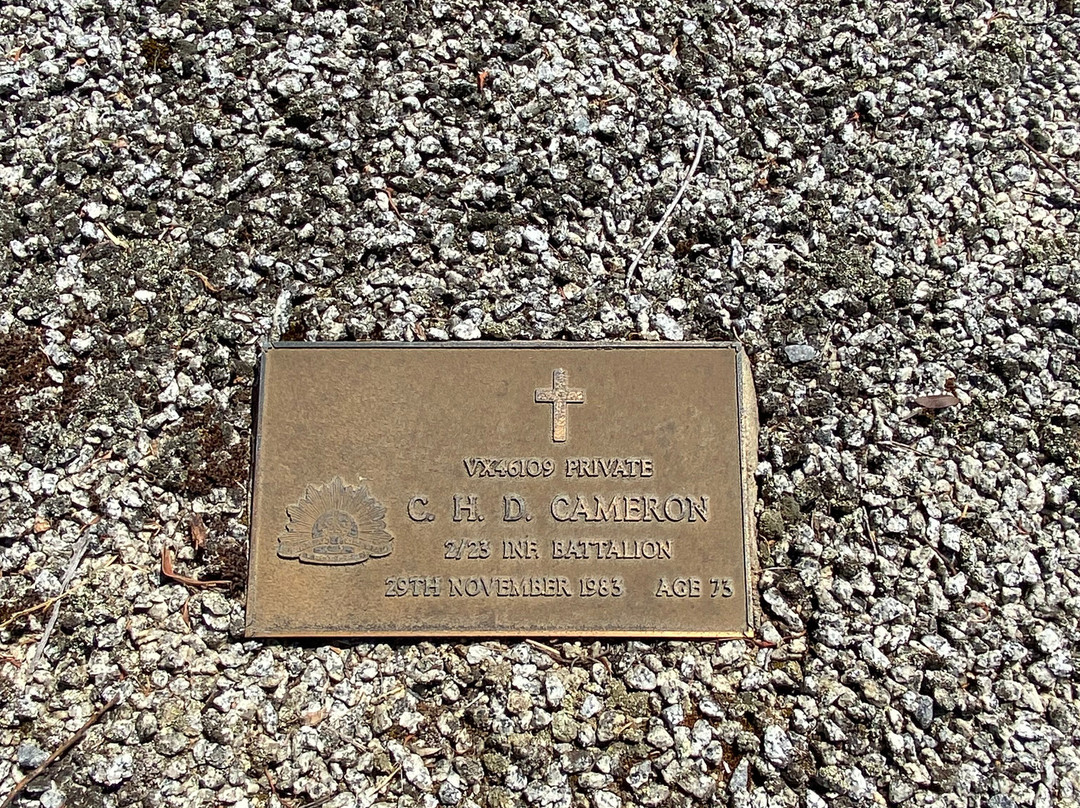 VX46109 PRIVATE
C. H. D. CAMERON
2/23 INF. BATTALION
29TH NOVEMBER 1983 AGE 73